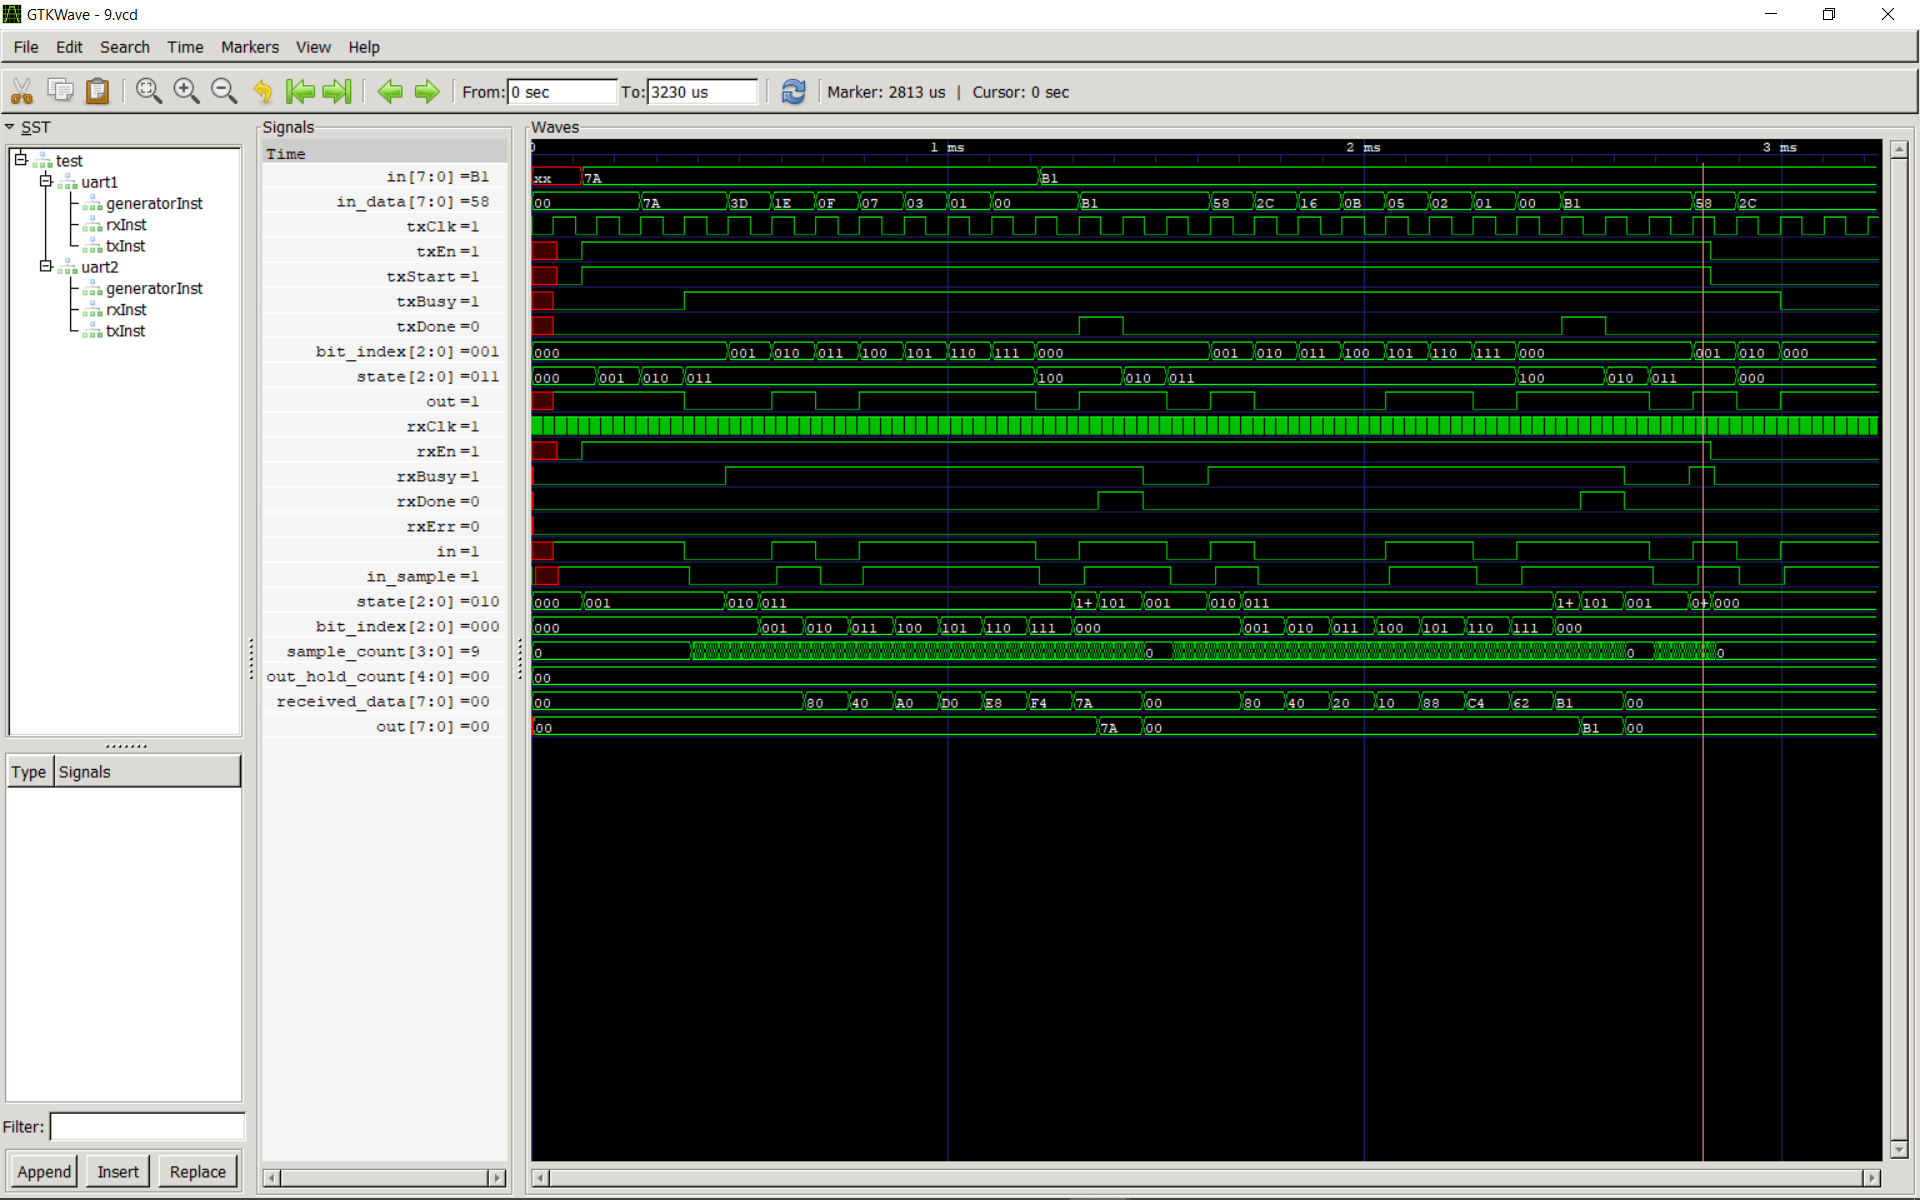 GTKWave - 9.vcd
File Edit Search Time Markers View Help
From: 0 sec To: 3230 us Marker: 2813 us | Cursor: 0 sec
SST
test
uart1
generatorInst
rxInst
txInst
uart2
generatorInst
rxInst
txInst
Type Signals
Filter:
Append Insert Replace
Signals
Time
in[7:0] =B1
in_data[7:0] =58
txClk =1
txEn =1
txStart =1
txBusy =1
txDone =0
bit_index[2:0] =001
state[2:0] =011
out =1
rxClk =1
rxEn =1
rxBusy =1
rxDone =0
rxErr =0
in =1
in_sample =1
state[2:0] =010
bit_index[2:0] =000
sample_count[3:0] =9
out_hold_count[4:0] =00
received_data[7:0] =00
out[7:0] =00
Waves
0 1 ms 2 ms 3 ms
xx 7A B1
00 7A 3D 1E 0F 07 03 01 00 B1 58 2C 16 0B 05 02 01 00 B1 58 2C
000 001 010 011 100 101 110 111 000 001 010 011 100 101 110 111 000 001 010 000
000 001 010 011 100 010 011 100 010 011 000
000 001 010 011 1+ 101 001 010 011 1+ 101 001 0+ 000
000 001 010 011 100 101 110 111 000 001 010 011 100 101 110 111 000
0 0 0 0
00
00 80 40 A0 D0 E8 F4 7A 00 80 40 20 10 88 C4 62 B1 00
00 7A 00 B1 00